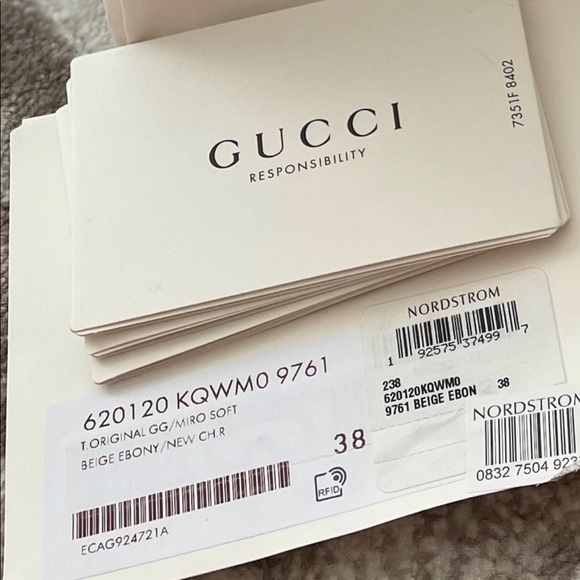 GUCCI
RESPONSIBILITY
7351F 8402
NORDSTROM
1 92575 37499 7
238
620120KQWM0 38
9761 BEIGE EBON
620120 KQWM0 9761
T.ORIGINAL GG/MIRO SOFT
BEIGE EBONY/NEW CH.R
38
RFID
ECAG924721A
NORDSTROM
0832 7504 923